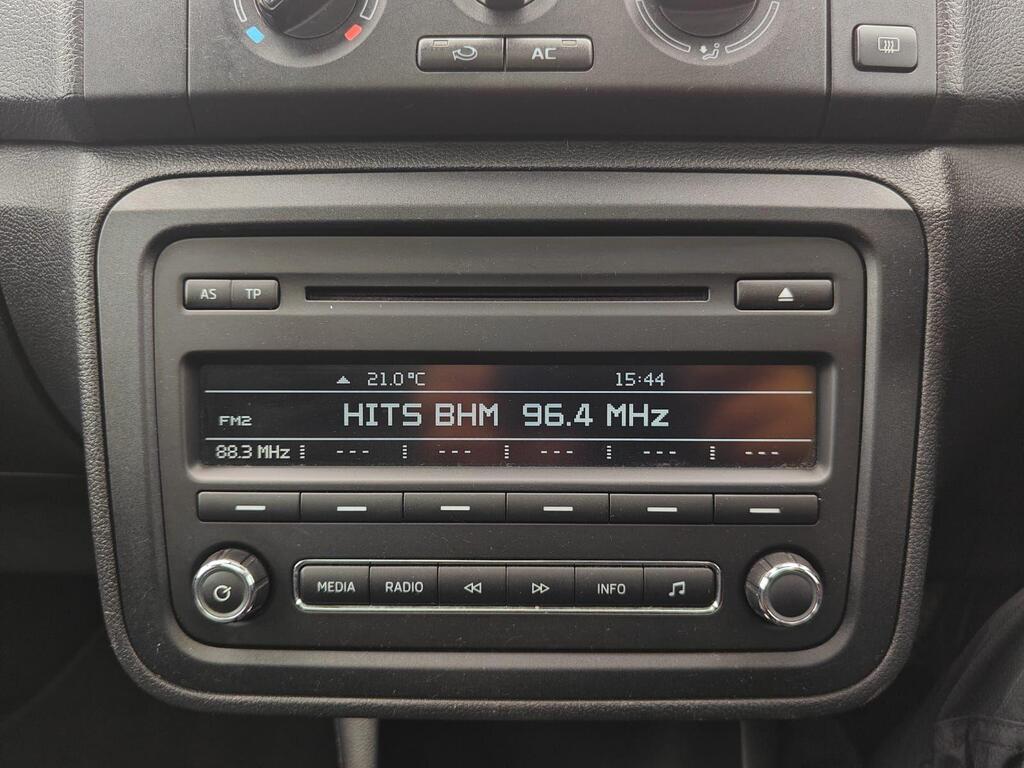 AC
AS TP
21.0°C 15:44
FM2 HITS BHM 96.4 MHz
88.3 MHz --- --- --- --- ---
MEDIA RADIO INFO